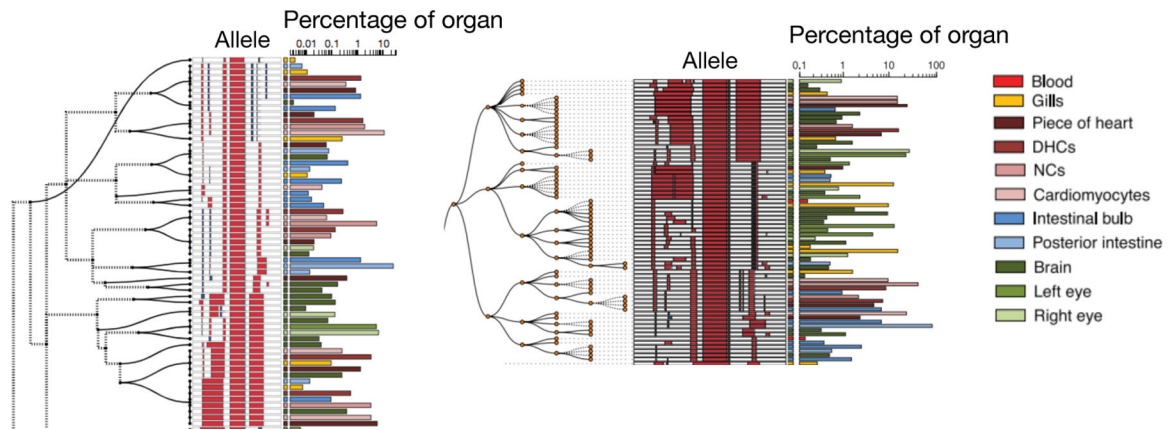 Percentage of organ
Allele
0.01 0.1 1 10
Percentage of organ
Allele
0.1 1 10 100
Blood
Gills
Piece of heart
DHCs
NCs
Cardiomyocytes
Intestinal bulb
Posterior intestine
Brain
Left eye
Right eye